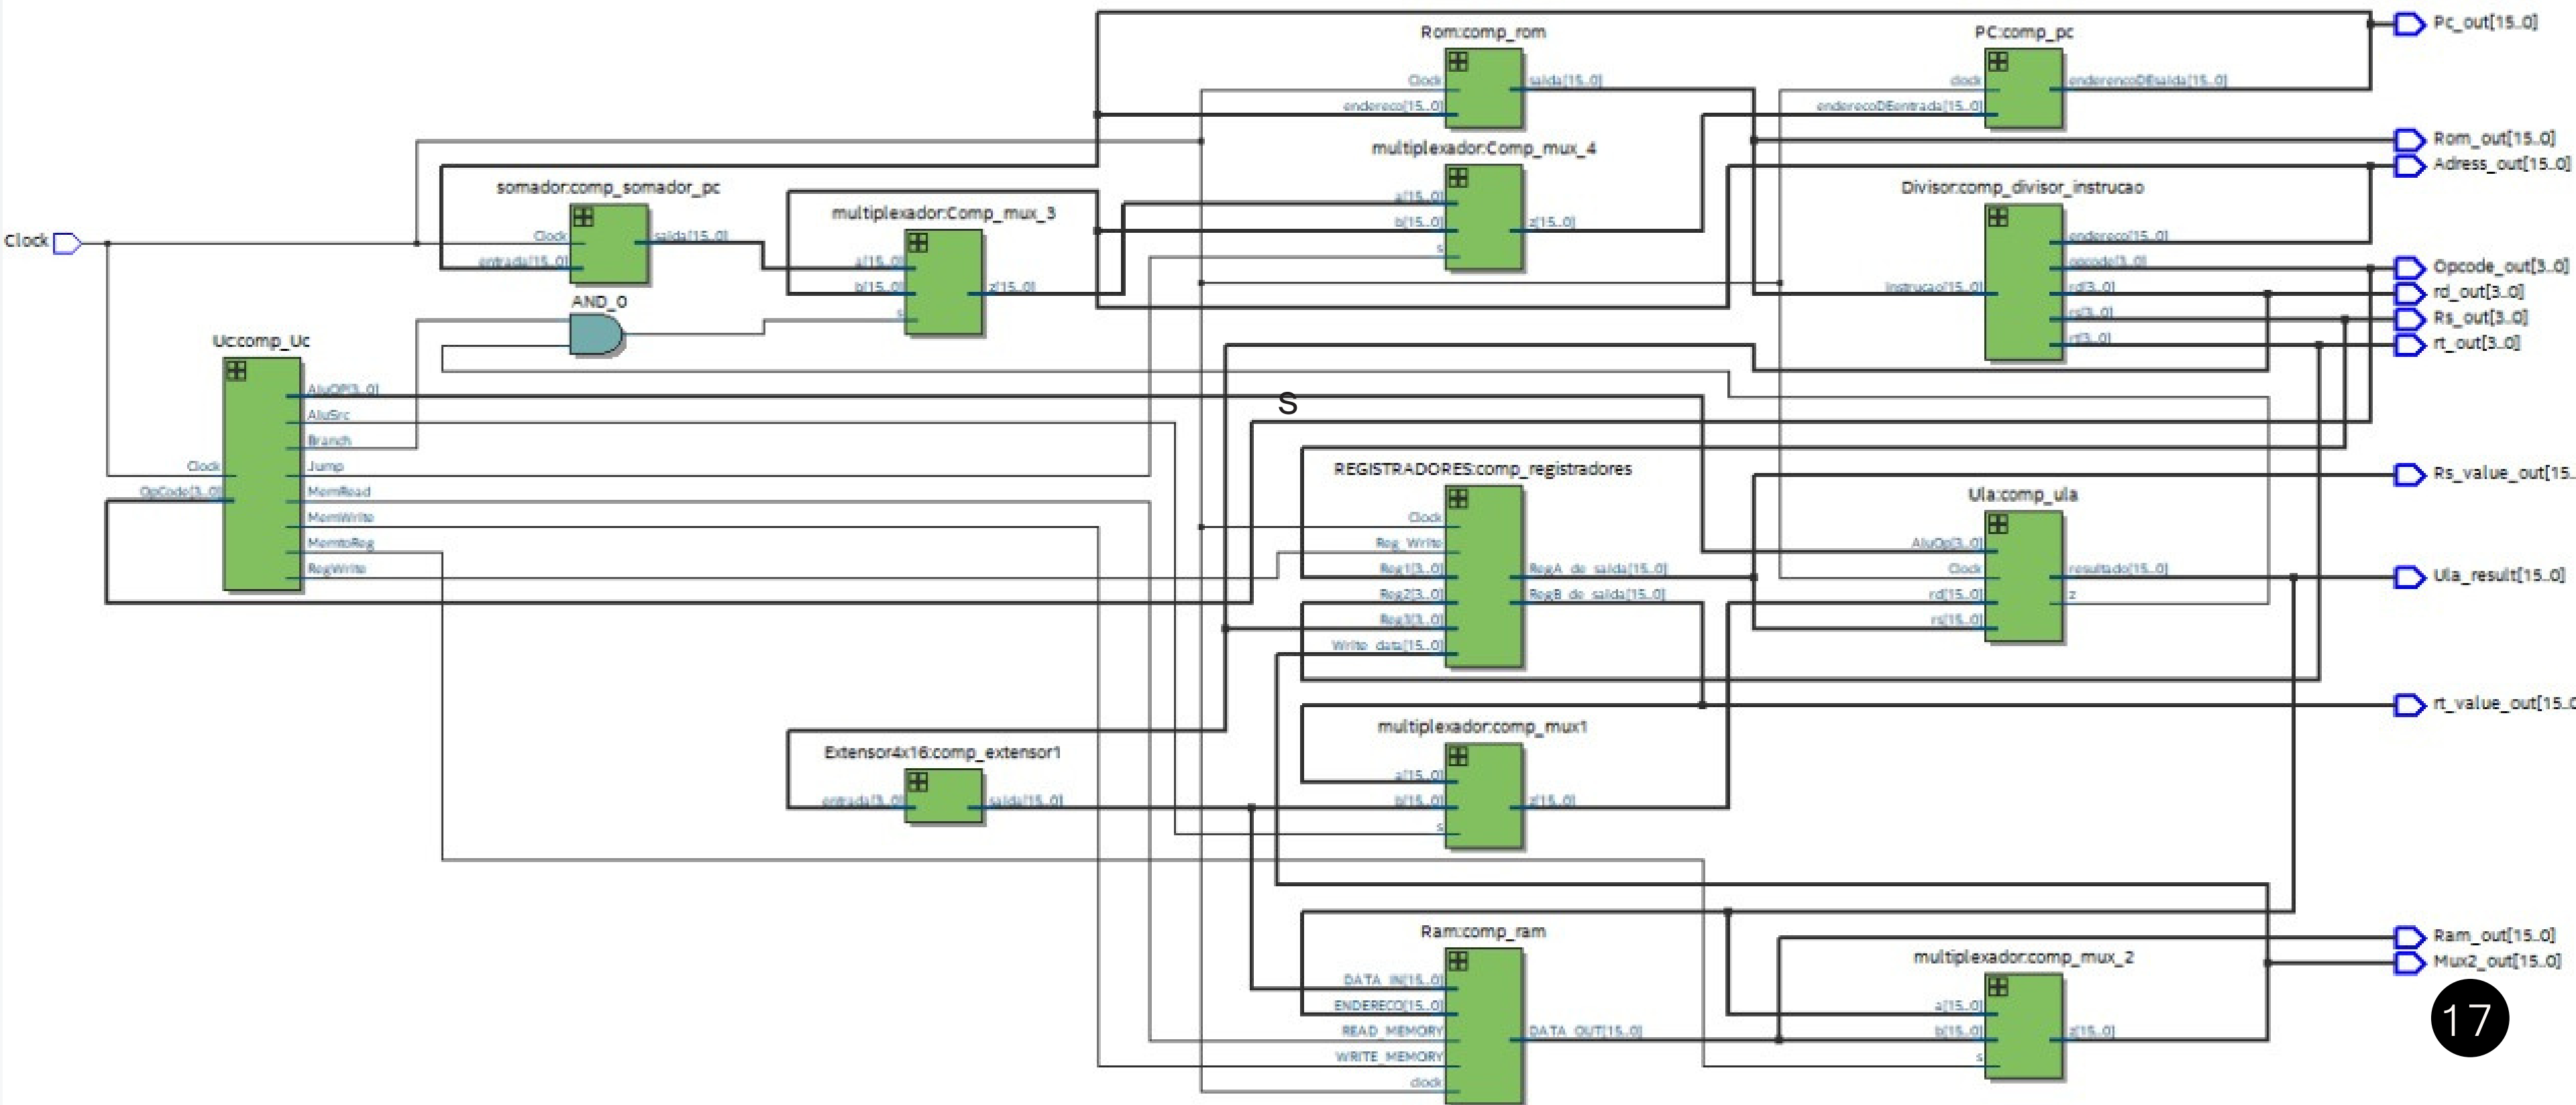 Clock
somador:comp_somador_pc
Clock
entrada[15..0]
saida[15..0]
AND_0
multiplexador:Comp_mux_3
a[15..0]
b[15..0]
s
z[15..0]
Uc:comp_Uc
Clock
OpCode[3..0]
AluOP[3..0]
AluSrc
Branch
Jump
MemRead
MemWrite
MemtoReg
RegWrite
Extensor4x16:comp_extensor1
entrada[3..0]
saida[15..0]
Rom:comp_rom
Clock
endereco[15..0]
saida[15..0]
multiplexador:Comp_mux_4
a[15..0]
b[15..0]
s
z[15..0]
S
REGISTRADORES:comp_registradores
Clock
Reg_Write
Reg1[3..0]
Reg2[3..0]
Reg3[3..0]
Write_data[15..0]
RegA_de_saida[15..0]
RegB_de_saida[15..0]
multiplexador:comp_mux1
a[15..0]
b[15..0]
s
z[15..0]
Ram:comp_ram
DATA_IN[15..0]
ENDERECO[15..0]
READ_MEMORY
WRITE_MEMORY
clock
DATA_OUT[15..0]
PC:comp_pc
clock
enderecoDEentrada[15..0]
enderencoDEsaida[15..0]
Divisor:comp_divisor_instrucao
instrucao[15..0]
endereco[15..0]
opcode[3..0]
rd[3..0]
rs[3..0]
rt[3..0]
Ula:comp_ula
AluOp[3..0]
Clock
rd[15..0]
rs[15..0]
resultado[15..0]
z
multiplexador:comp_mux_2
a[15..0]
b[15..0]
s
z[15..0]
Pc_out[15..0]
Rom_out[15..0]
Adress_out[15..0]
Opcode_out[3..0]
rd_out[3..0]
Rs_out[3..0]
rt_out[3..0]
Rs_value_out[15..
Ula_result[15..0]
rt_value_out[15..0
Ram_out[15..0]
Mux2_out[15..0]
17